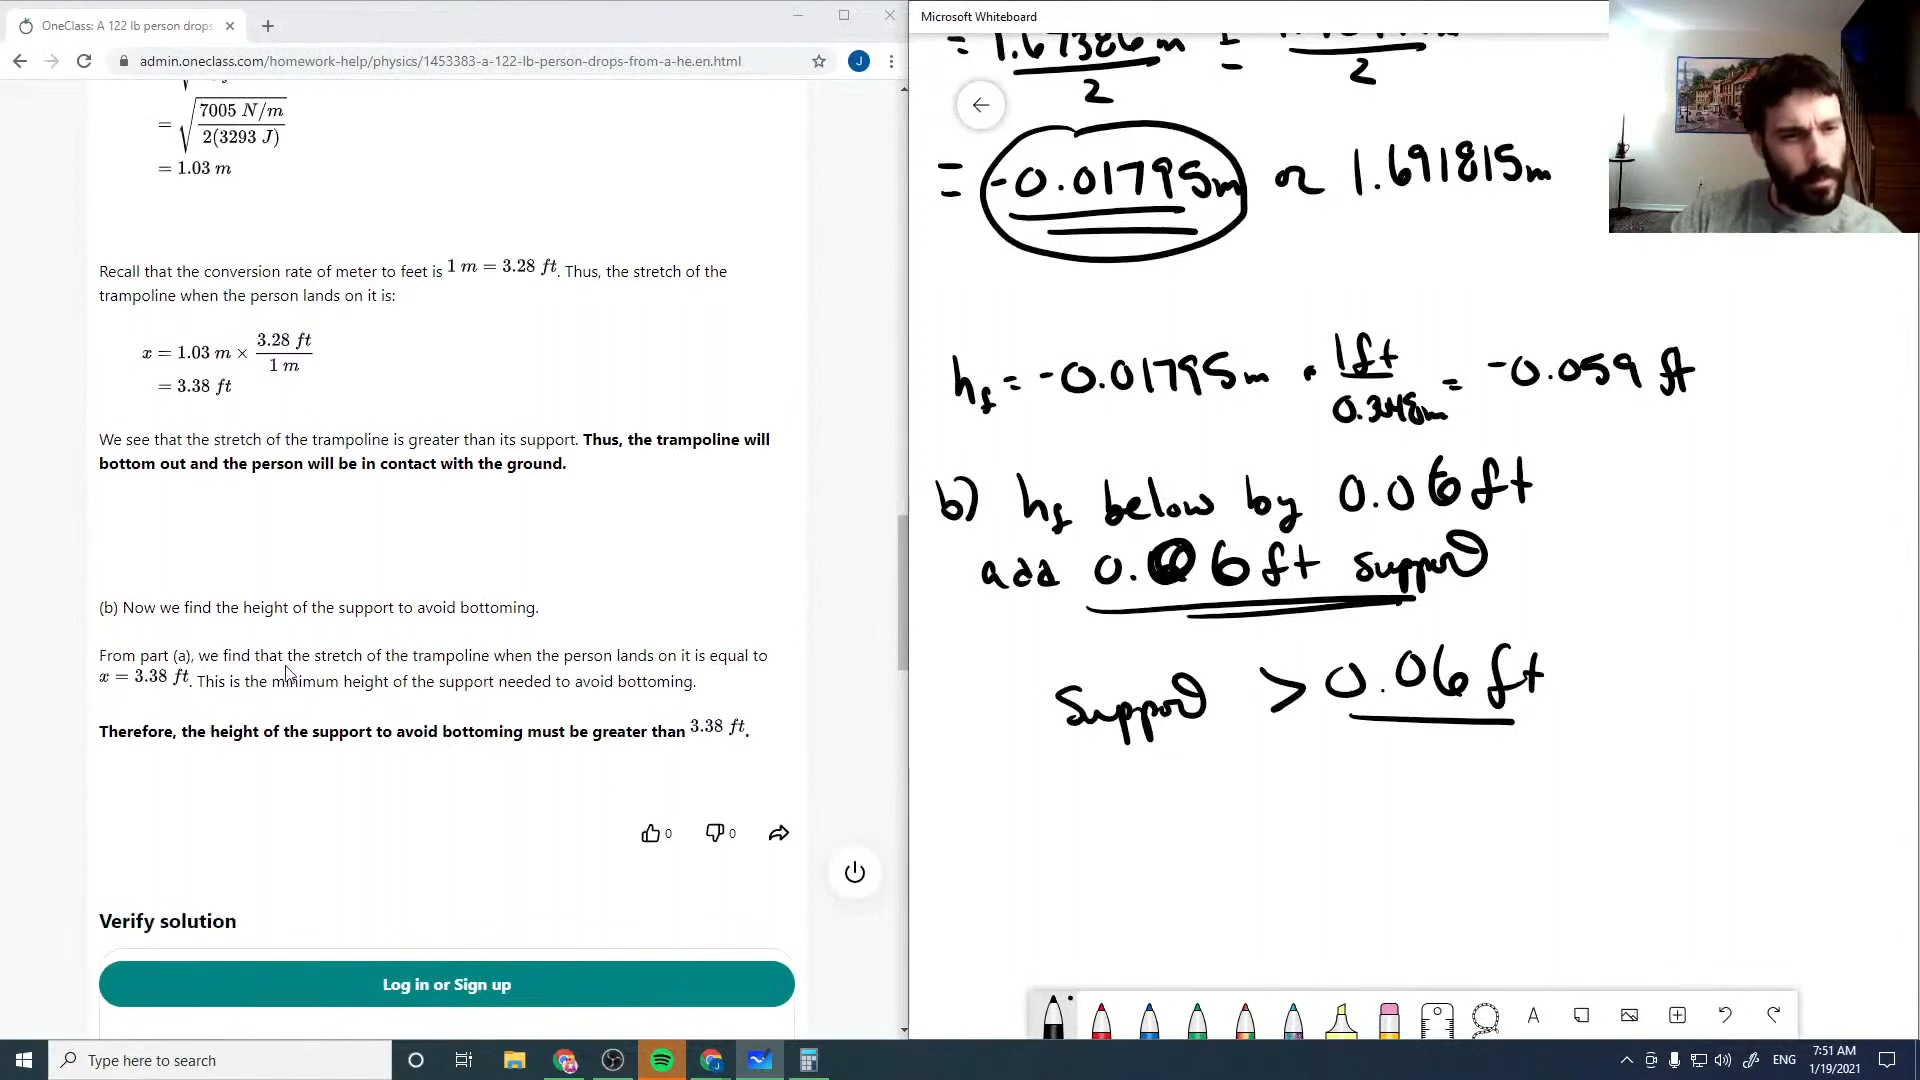 OneClass: A 122 lb person drops
Microsoft Whiteboard
admin.oneclass.com/homework-help/physics/1453383-a-122-lb-person-drops-from-a-he.en.html
J
= √ 7005 N/m / 2(3293 J)
= 1.03 m
Recall that the conversion rate of meter to feet is 1 m = 3.28 ft. Thus, the stretch of the
trampoline when the person lands on it is:
x = 1.03 m × 3.28 ft / 1 m
= 3.38 ft
We see that the stretch of the trampoline is greater than its support. Thus, the trampoline will
bottom out and the person will be in contact with the ground.
(b) Now we find the height of the support to avoid bottoming.
From part (a), we find that the stretch of the trampoline when the person lands on it is equal to
x = 3.38 ft. This is the minimum height of the support needed to avoid bottoming.
Therefore, the height of the support to avoid bottoming must be greater than 3.38 ft.
0 0
Verify solution
Log in or Sign up
= 1.67386 m / 2 ± / 2
= -0.01795m or 1.691815m
hf = -0.01795m · 1ft / 0.3048m = -0.059 ft
b) hf below by 0.06 ft
add 0.06 ft support
support > 0.06 ft
A
Type here to search
ENG
7:51 AM
1/19/2021